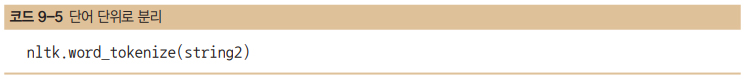 코드 9-5 단어 단위로 분리
nltk.word_tokenize(string2)